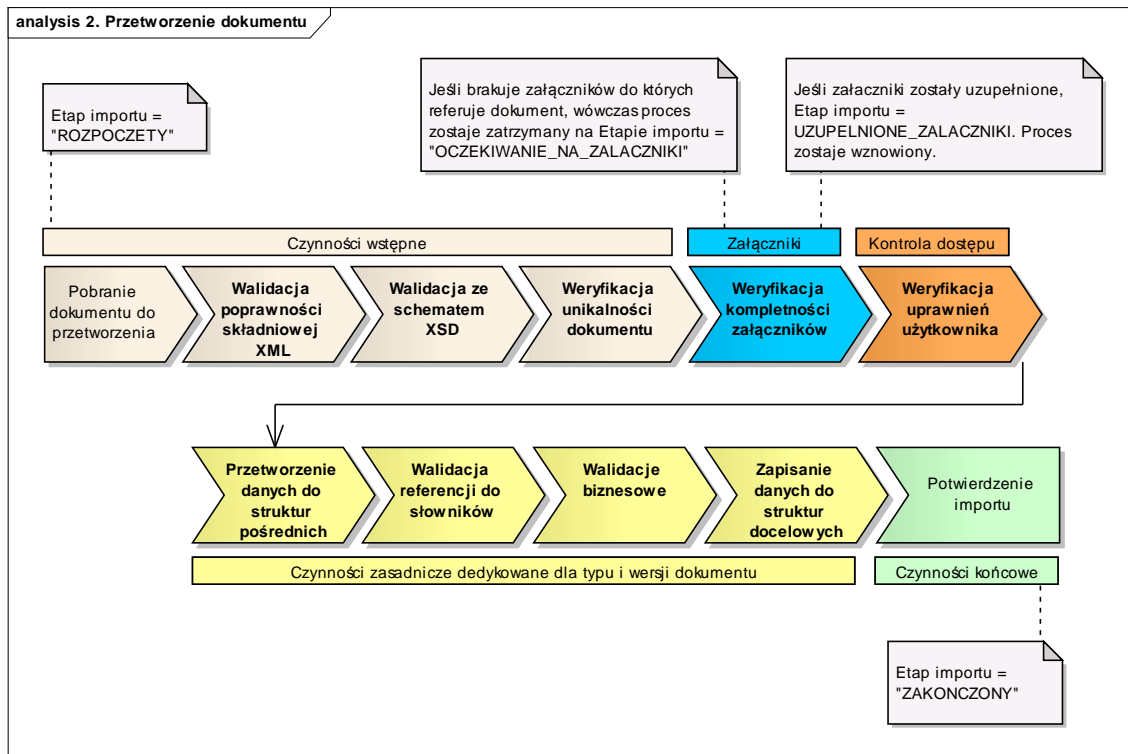 analysis 2. Przetworzenie dokumentu
Etap importu =
"ROZPOCZETY"
Jeśli brakuje załączników do których
referuje dokument, wówczas proces
zostaje zatrzymany na Etapie importu =
"OCZEKIWANIE_NA_ZALACZNIKI"
Jeśli załaczniki zostały uzupełnione,
Etap importu =
UZUPELNIONE_ZALACZNIKI. Proces
zostaje wznowiony.
Czynności wstępne
Załączniki
Kontrola dostępu
Pobranie
dokumentu do
przetworzenia
Walidacja
poprawności
składniowej
XML
Walidacja ze
schematem
XSD
Weryfikacja
unikalności
dokumentu
Weryfikacja
kompletności
załączników
Weryfikacja
uprawnień
użytkownika
Przetworzenie
danych do
struktur
pośrednich
Walidacja
referencji do
słowników
Walidacje
biznesowe
Zapisanie
danych do
struktur
docelowych
Potwierdzenie
importu
Czynności zasadnicze dedykowane dla typu i wersji dokumentu
Czynności końcowe
Etap importu =
"ZAKONCZONY"